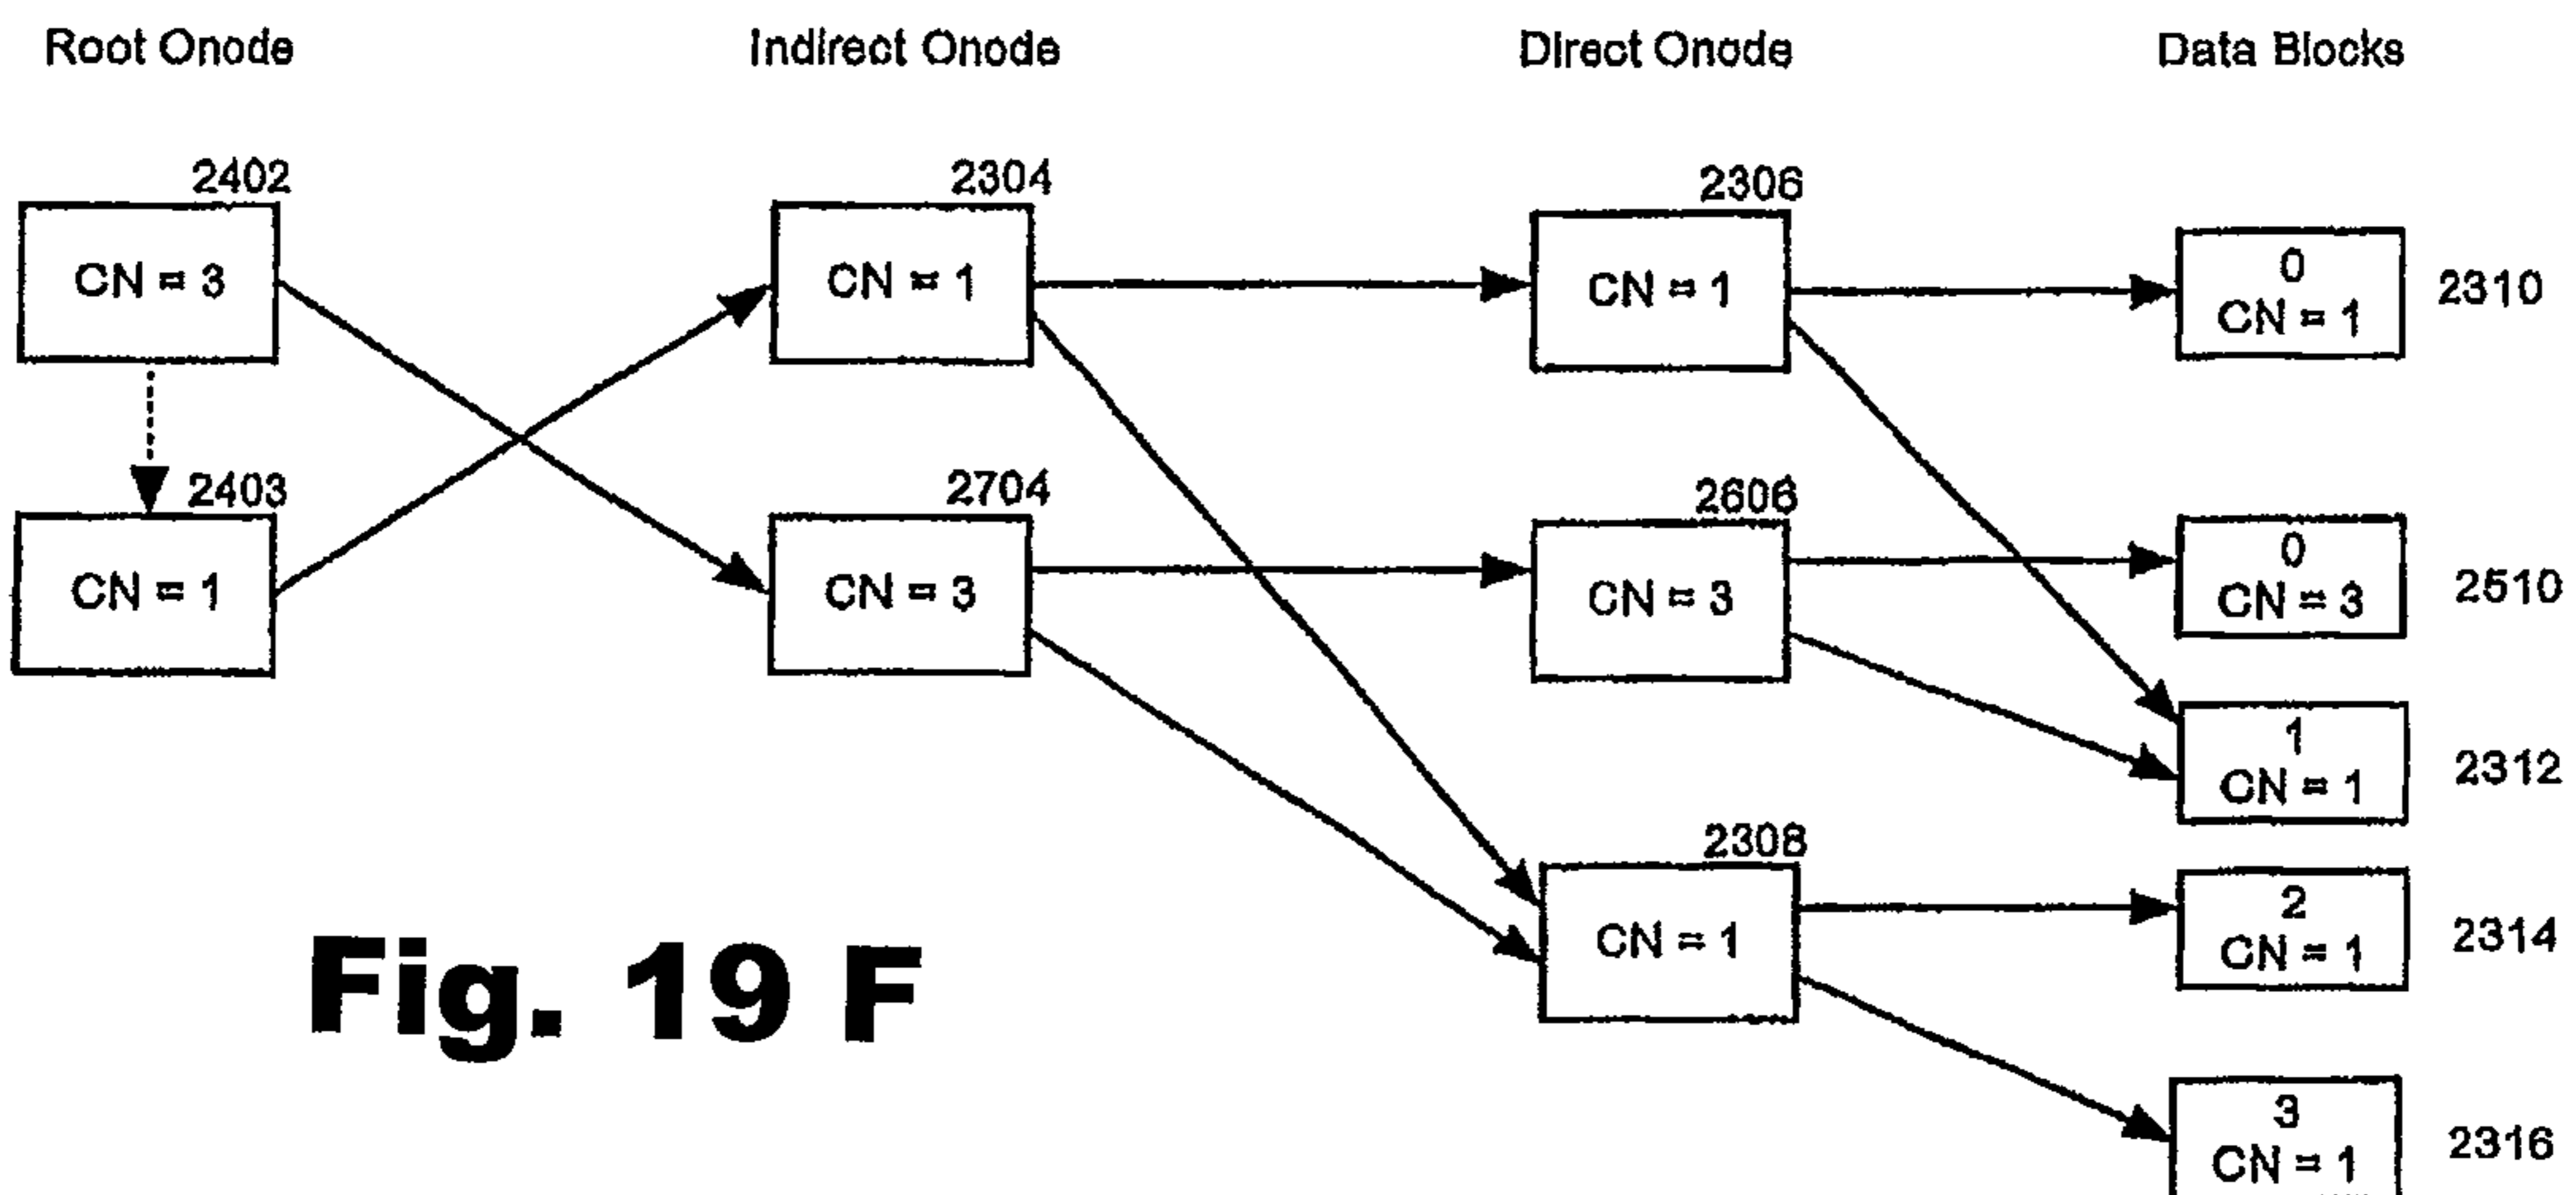 Root Onode
Indirect Onode
Direct Onode
Data Blocks
2402
CN = 3
2304
CN = 1
2306
CN = 1
0
CN = 1
2310
2403
CN = 1
2704
CN = 3
2606
CN = 3
0
CN = 3
2510
1
CN = 1
2312
2308
CN = 1
2
CN = 1
2314
3
CN = 1
2316
Fig. 19 F